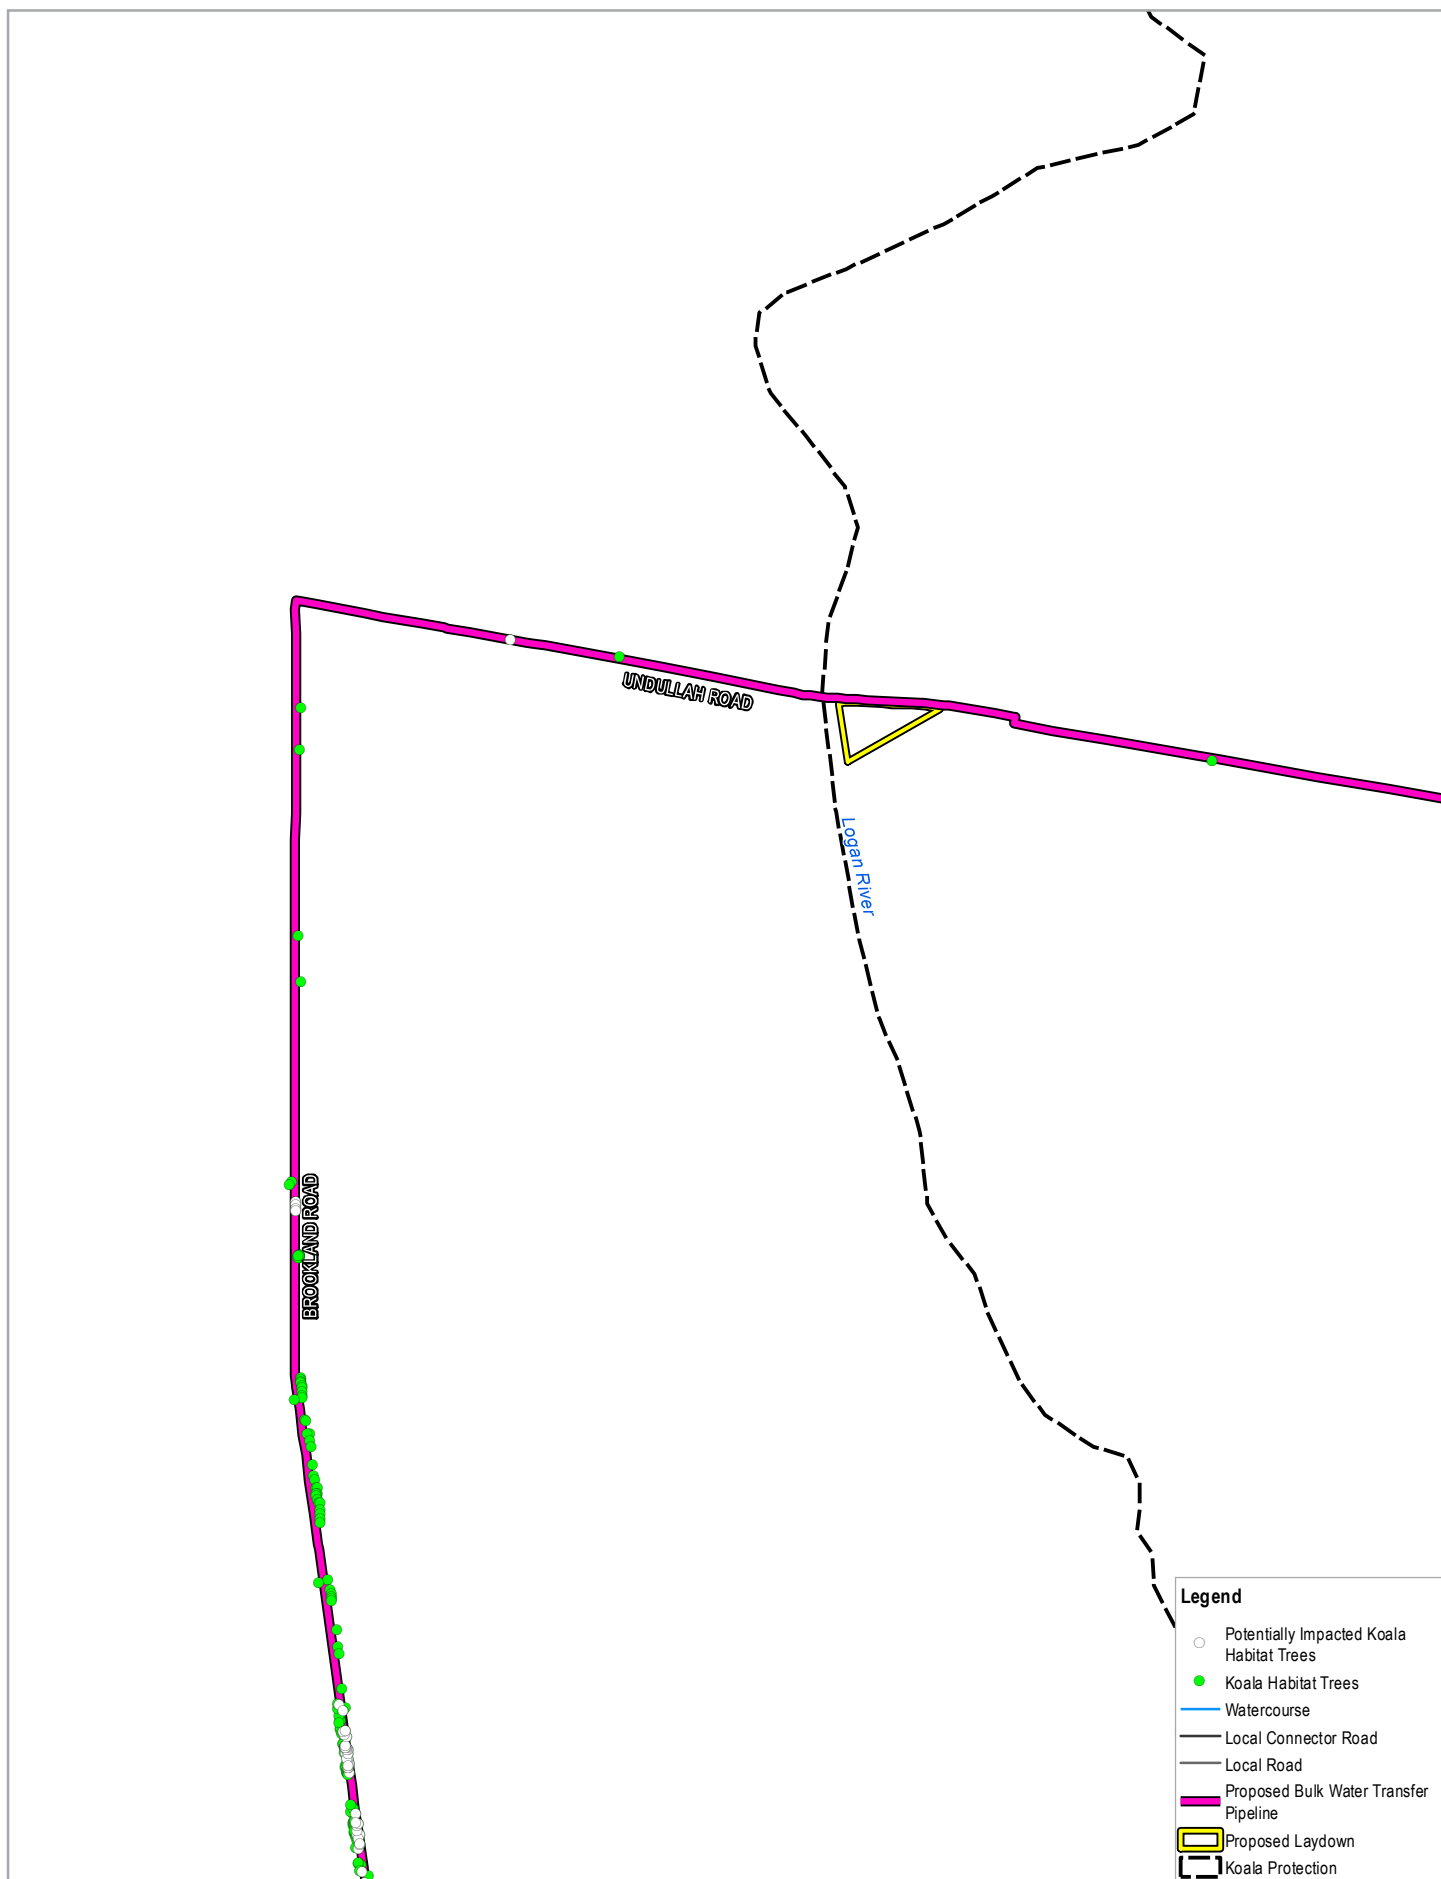 UNDULLAH ROAD
Logan River
BROOKLAND ROAD
Legend
Potentially Impacted Koala
Habitat Trees
Koala Habitat Trees
Watercourse
Local Connector Road
Local Road
Proposed Bulk Water Transfer
Pipeline
Proposed Laydown
Koala Protection